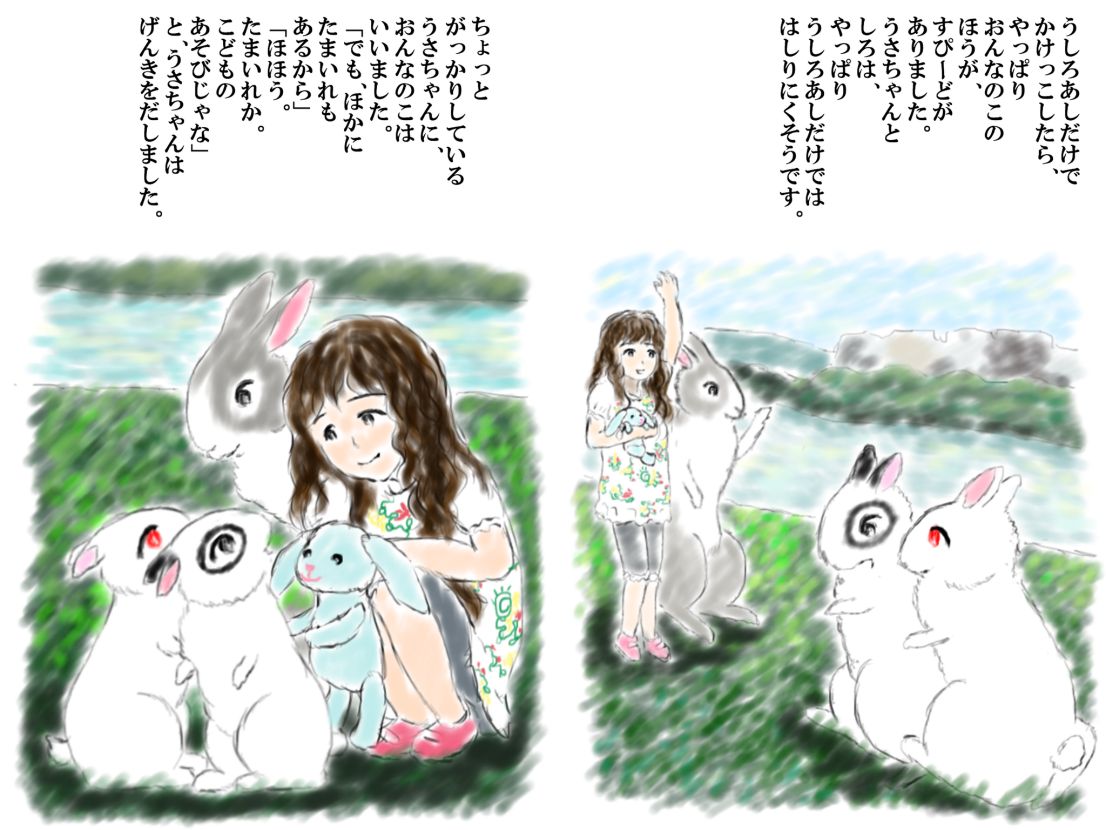 うしろあしだけで
かけっこしたら、
やっぱり
おんなのこの
ほうが、
すぴーどが
ありました。
うさちゃんと
しろは、
やっぱり
うしろあしだけでは
はしりにくそうです。
ちょっと
がっかりしている
うさちゃんに、
おんなのこは
いいました。
「でも、ほかに
たまいれも
あるから」
「ほほう。
たまいれか。
こどもの
あそびじゃな」
と、うさちゃんは
げんきをだしました。